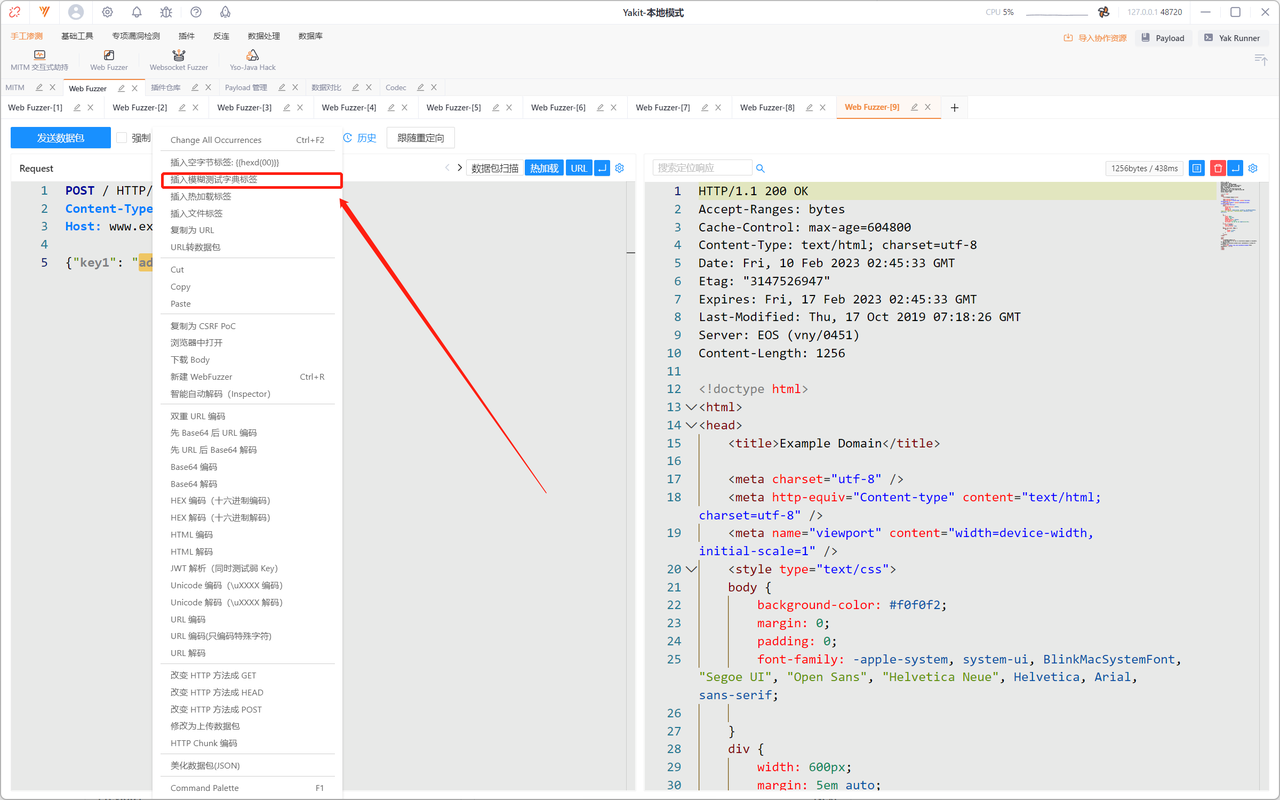 Yakit-本地模式
CPU 5%
127.0.0.1 48720
手工渗透 基础工具 专项漏洞检测 插件 反连 数据处理 数据库
导入协作资源 Payload Yak Runner
MITM 交互式劫持 Web Fuzzer Websocket Fuzzer Yso-Java Hack
MITM Web Fuzzer 插件仓库 Payload 管理 数据对比 Codec
Web Fuzzer-[1] Web Fuzzer-[2] Web Fuzzer-[3] Web Fuzzer-[4] Web Fuzzer-[5] Web Fuzzer-[6] Web Fuzzer-[7] Web Fuzzer-[8] Web Fuzzer-[9]
发送数据包 强制 历史 跟随重定向
Request 数据包扫描 热加载 URL
1 POST / HTTP/
2 Content-Type
3 Host: www.ex
4
5 {"key1": "ad
Change All Occurrences Ctrl+F2
插入空字节标签: {{hexd(00)}}
插入模糊测试字典标签
插入热加载标签
插入文件标签
复制为 URL
URL转数据包
Cut
Copy
Paste
复制为 CSRF PoC
浏览器中打开
下载 Body
新建 WebFuzzer Ctrl+R
智能自动解码（Inspector）
双重 URL 编码
先 Base64 后 URL 编码
先 URL 后 Base64 解码
Base64 编码
Base64 解码
HEX 编码（十六进制编码）
HEX 解码（十六进制解码）
HTML 编码
HTML 解码
JWT 解析（同时测试弱 Key）
Unicode 编码（\uXXXX 编码）
Unicode 解码（\uXXXX 解码）
URL 编码
URL 编码(只编码特殊字符)
URL 解码
改变 HTTP 方法成 GET
改变 HTTP 方法成 HEAD
改变 HTTP 方法成 POST
修改为上传数据包
HTTP Chunk 编码
美化数据包(JSON)
Command Palette F1
搜索定位响应 1256bytes / 438ms
1 HTTP/1.1 200 OK
2 Accept-Ranges: bytes
3 Cache-Control: max-age=604800
4 Content-Type: text/html; charset=utf-8
5 Date: Fri, 10 Feb 2023 02:45:33 GMT
6 Etag: "3147526947"
7 Expires: Fri, 17 Feb 2023 02:45:33 GMT
8 Last-Modified: Thu, 17 Oct 2019 07:18:26 GMT
9 Server: EOS (vny/0451)
10 Content-Length: 1256
11
12 <!doctype html>
13 <html>
14 <head>
15 <title>Example Domain</title>
16
17 <meta charset="utf-8" />
18 <meta http-equiv="Content-type" content="text/html;
charset=utf-8" />
19 <meta name="viewport" content="width=device-width,
initial-scale=1" />
20 <style type="text/css">
21 body {
22 background-color: #f0f0f2;
23 margin: 0;
24 padding: 0;
25 font-family: -apple-system, system-ui, BlinkMacSystemFont,
"Segoe UI", "Open Sans", "Helvetica Neue", Helvetica, Arial,
sans-serif;
26
27 }
28 div {
29 width: 600px;
30 margin: 5em auto;